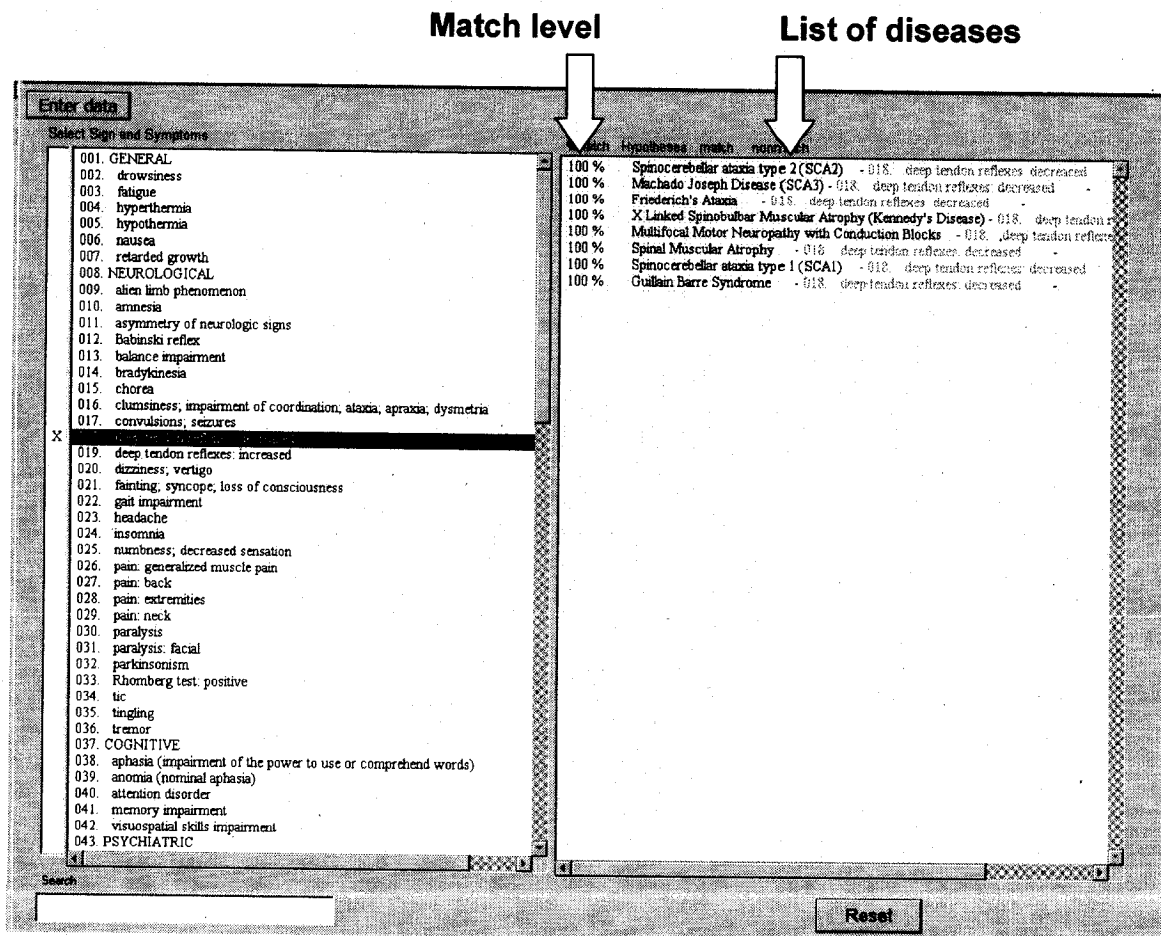 Match level
List of diseases
Enter data
Select Sign and Symptoms
Hypotheses match
001. GENERAL
002. drowsiness
003. fatigue
004. hyperthermia
005. hypothermia
006. nausea
007. retarded growth
008. NEUROLOGICAL
009. alien limb phenomenon
010. amnesia
011. asymmetry of neurologic signs
012. Babinski reflex
013. balance impairment
014. bradykinesia
015. chorea
016. clumsiness; impairment of coordination; ataxia; apraxia; dysmetria
017. convulsions; seizures
X
019. deep tendon reflexes: increased
020. dizziness; vertigo
021. fainting; syncope; loss of consciousness
022. gait impairment
023. headache
024. insomnia
025. numbness; decreased sensation
026. pain: generalized muscle pain
027. pain: back
028. pain: extremities
029. pain: neck
030. paralysis
031. paralysis: facial
032. parkinsonism
033. Rhomberg test: positive
034. tic
035. tingling
036. tremor
037. COGNITIVE
038. aphasia (impairment of the power to use or comprehend words)
039. anomia (nominal aphasia)
040. attention disorder
041. memory impairment
042. visuospatial skills impairment
043. PSYCHIATRIC
100 % Spinocerebellar ataxia type 2 (SCA2) - 018. deep tendon reflexes: decreased
100 % Machado Joseph Disease (SCA3) - 018. deep tendon reflexes: decreased -
100 % Friederich's Ataxia - 018. deep tendon reflexes: decreased -
100 % X Linked Spinobulbar Muscular Atrophy (Kennedy's Disease) - 018. deep tendon r
100 % Multifocal Motor Neuropathy with Conduction Blocks - 018. deep tendon reflexe
100 % Spinal Muscular Atrophy - 018. deep tendon reflexes: decreased -
100 % Spinocerebellar ataxia type 1 (SCA1) - 018. deep tendon reflexes: decreased
100 % Guillain Barre Syndrome - 018. deep tendon reflexes: decreased -
Search
Reset